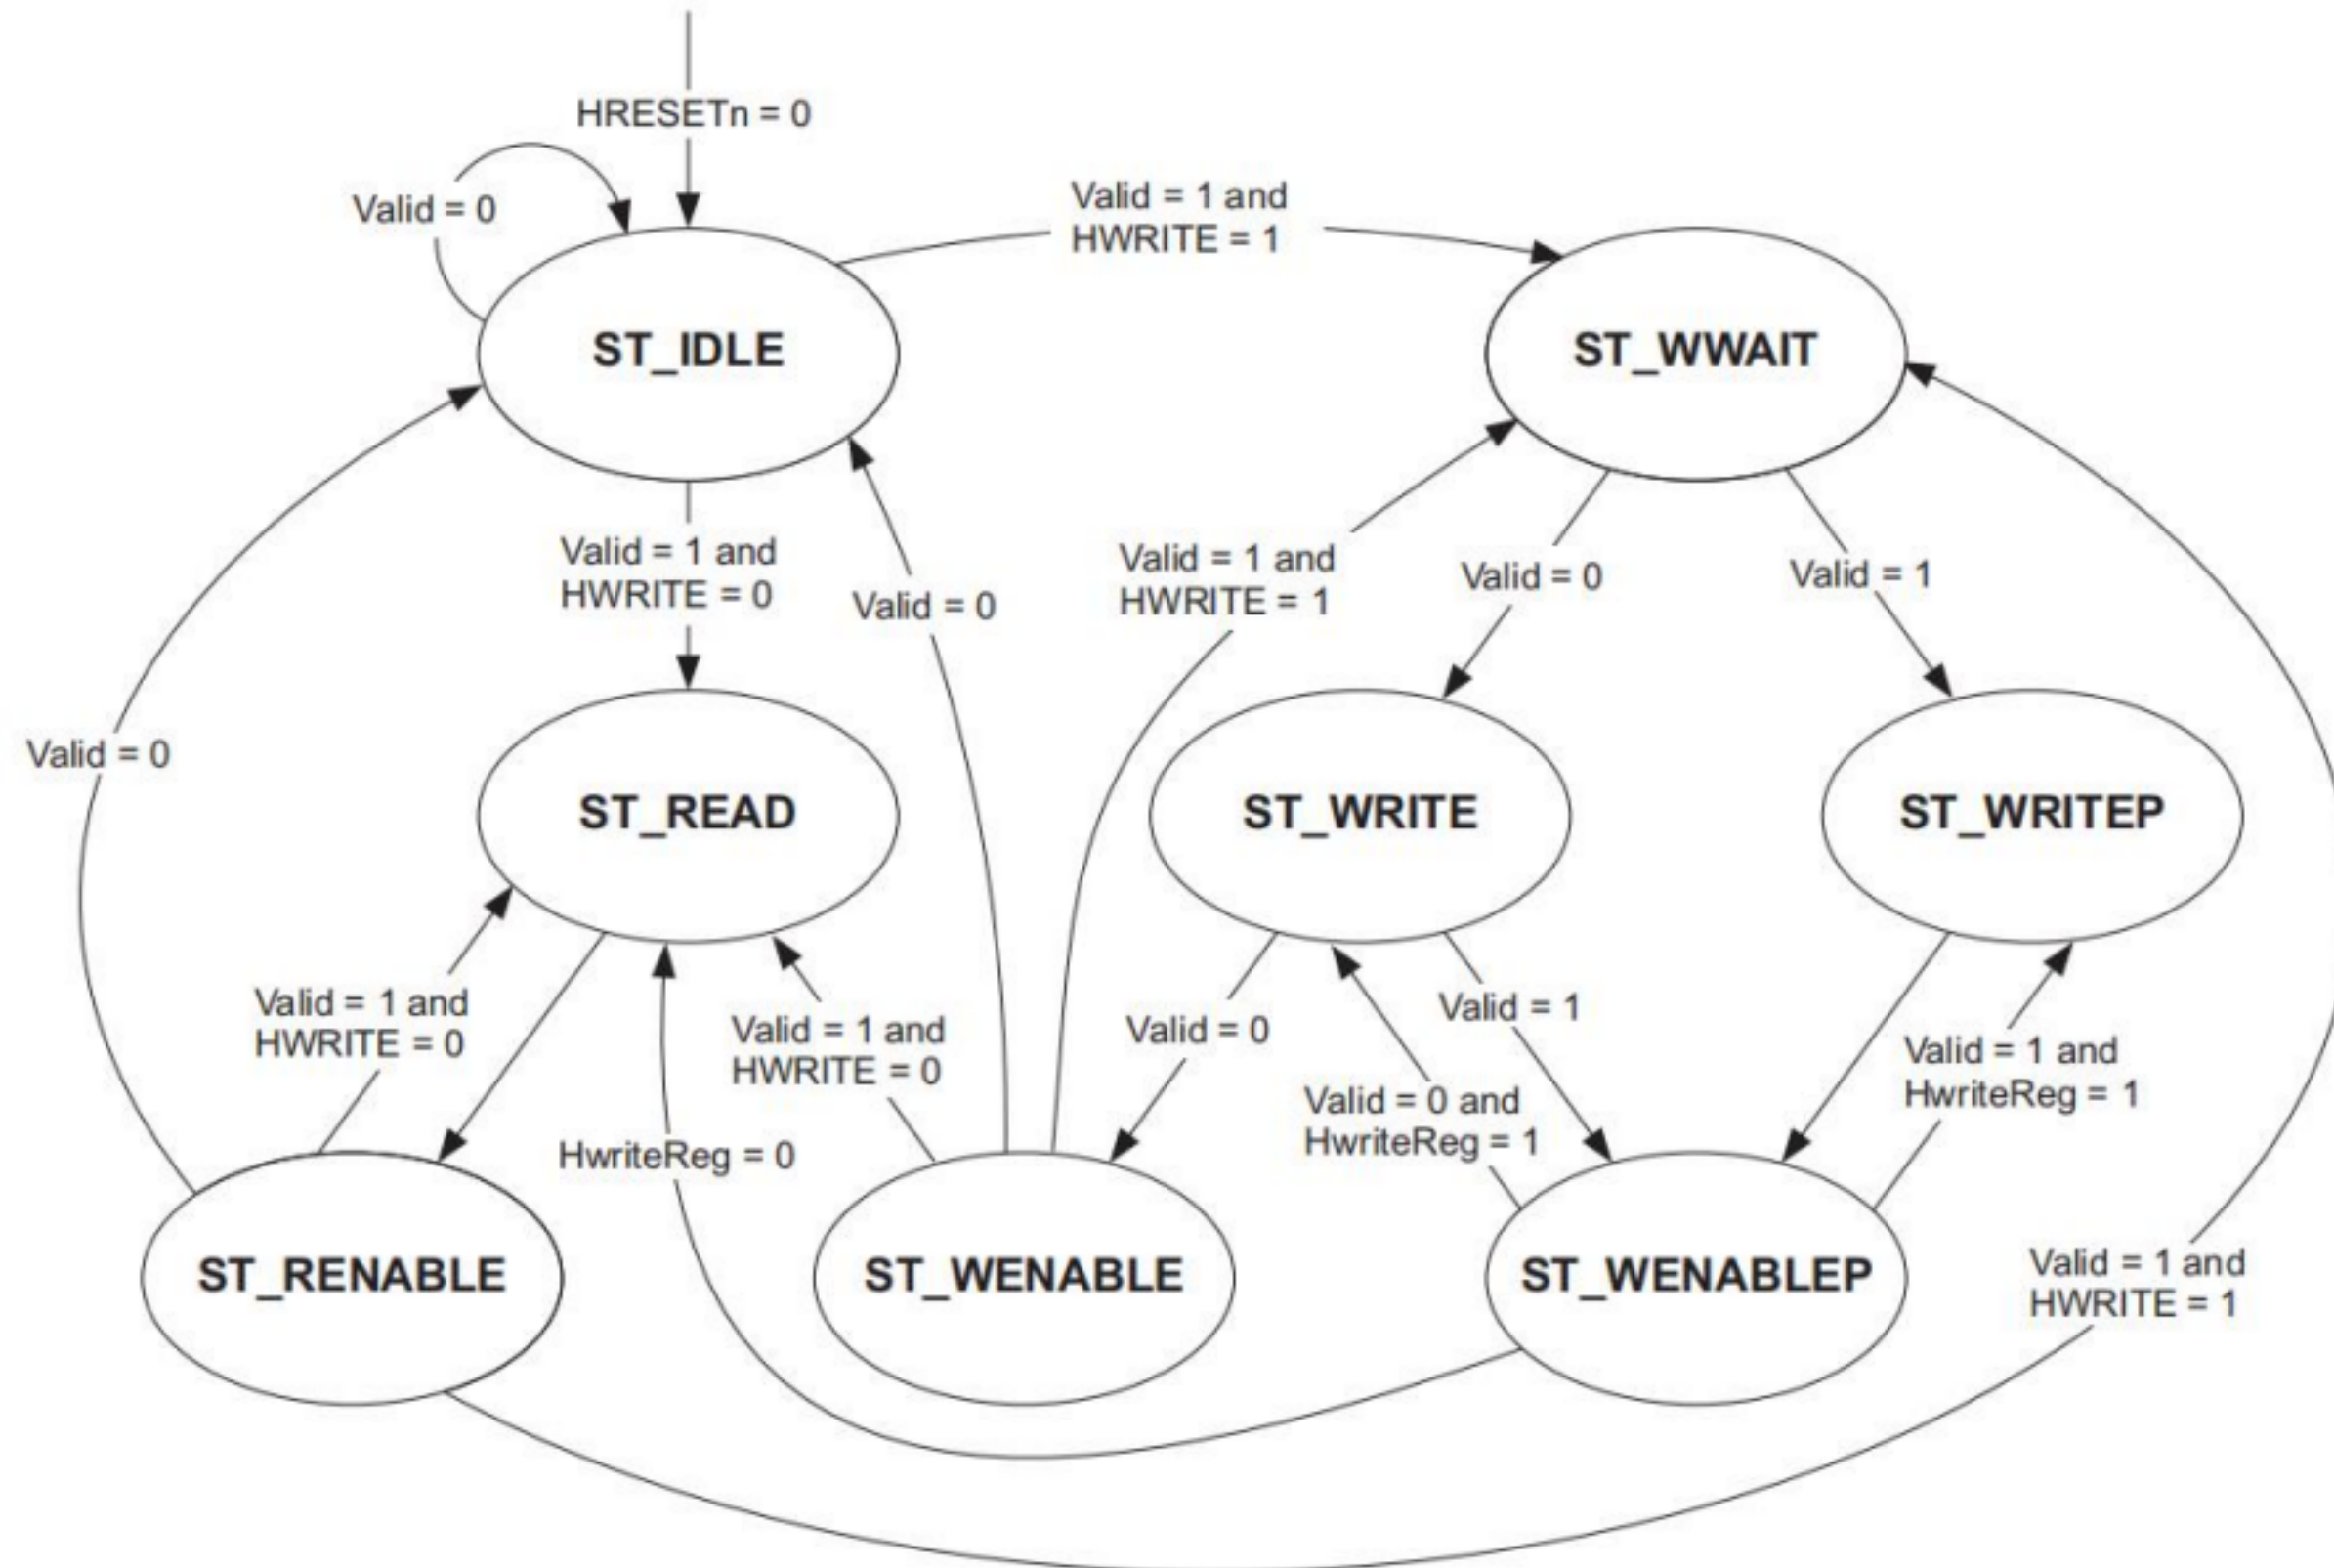 HRESETn = 0
Valid = 0
Valid = 1 and
HWRITE = 1
ST_IDLE
ST_WWAIT
Valid = 1 and
HWRITE = 0
Valid = 0
Valid = 1 and
HWRITE = 1
Valid = 0
Valid = 1
Valid = 0
ST_READ
ST_WRITE
ST_WRITEP
Valid = 1 and
HWRITE = 0
Valid = 1 and
HWRITE = 0
Valid = 0
Valid = 1
Valid = 0 and
HwriteReg = 1
Valid = 1 and
HwriteReg = 1
HwriteReg = 0
ST_RENABLE
ST_WENABLE
ST_WENABLEP
Valid = 1 and
HWRITE = 1